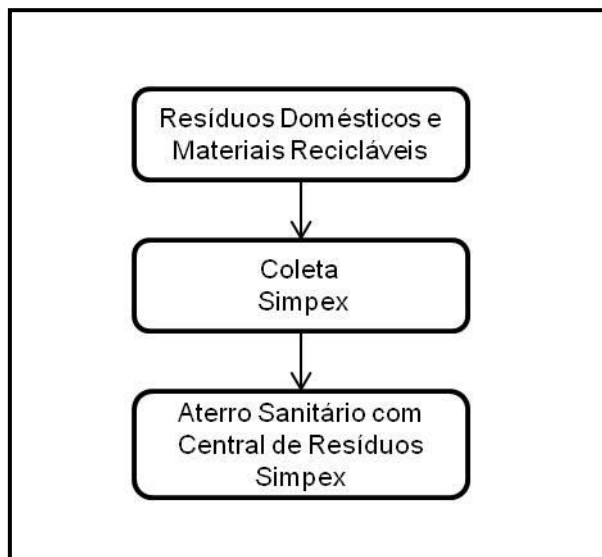 Resíduos Domésticos e
Materiais Recicláveis
Coleta
Simpex
Aterro Sanitário com
Central de Resíduos
Simpex